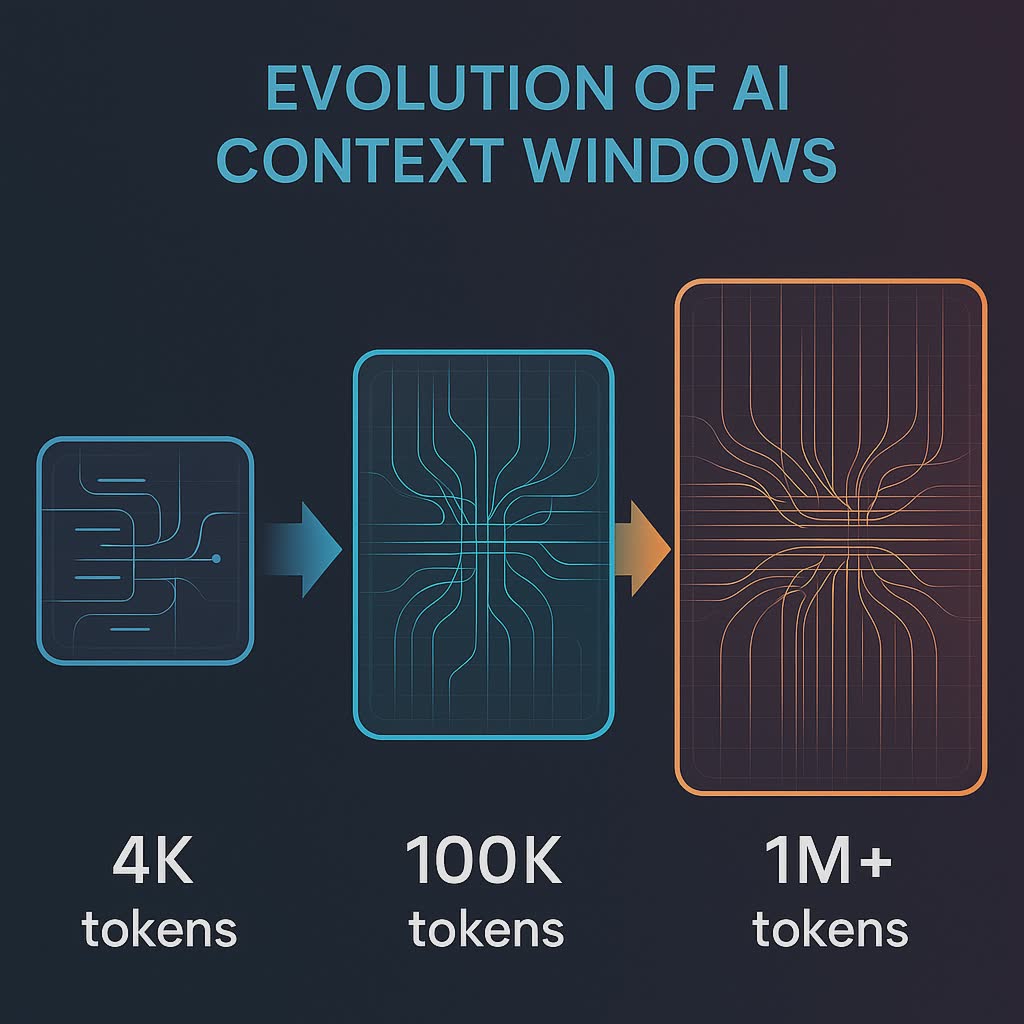 EVOLUTION OF AI
CONTEXT WINDOWS
4K
tokens
100K
tokens
1M+
tokens